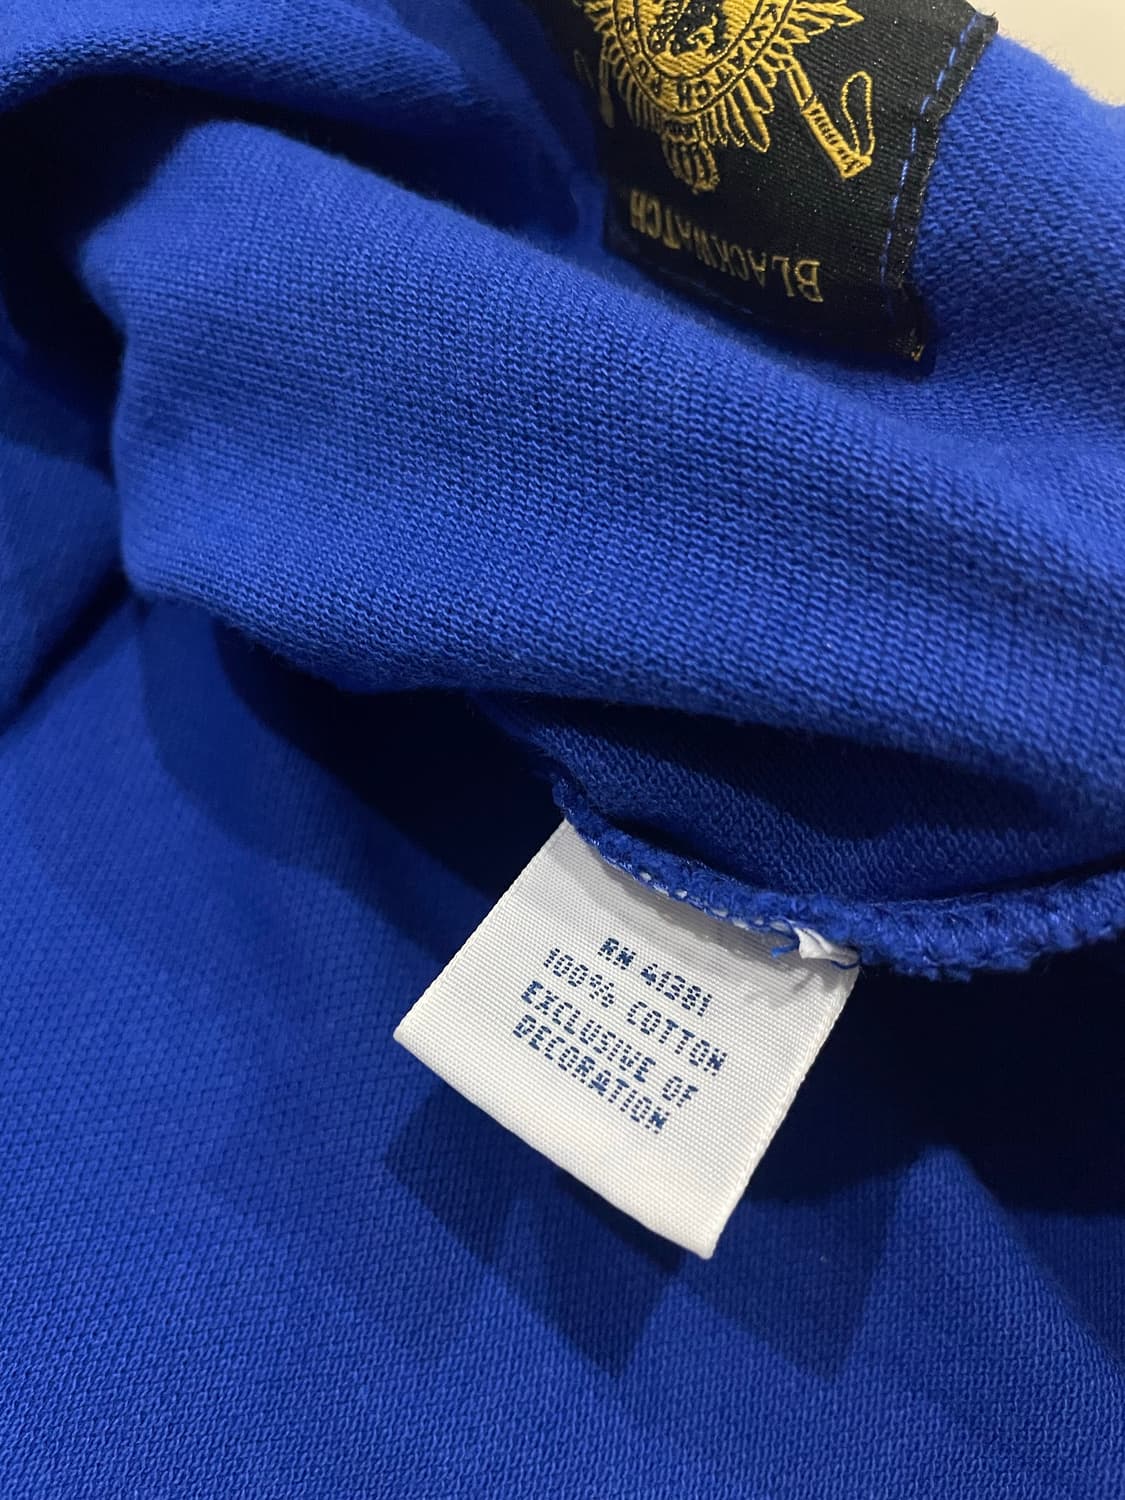 BLACKWATCH
RN 41381
100% COTTON
EXCLUSIVE OF
DECORATION